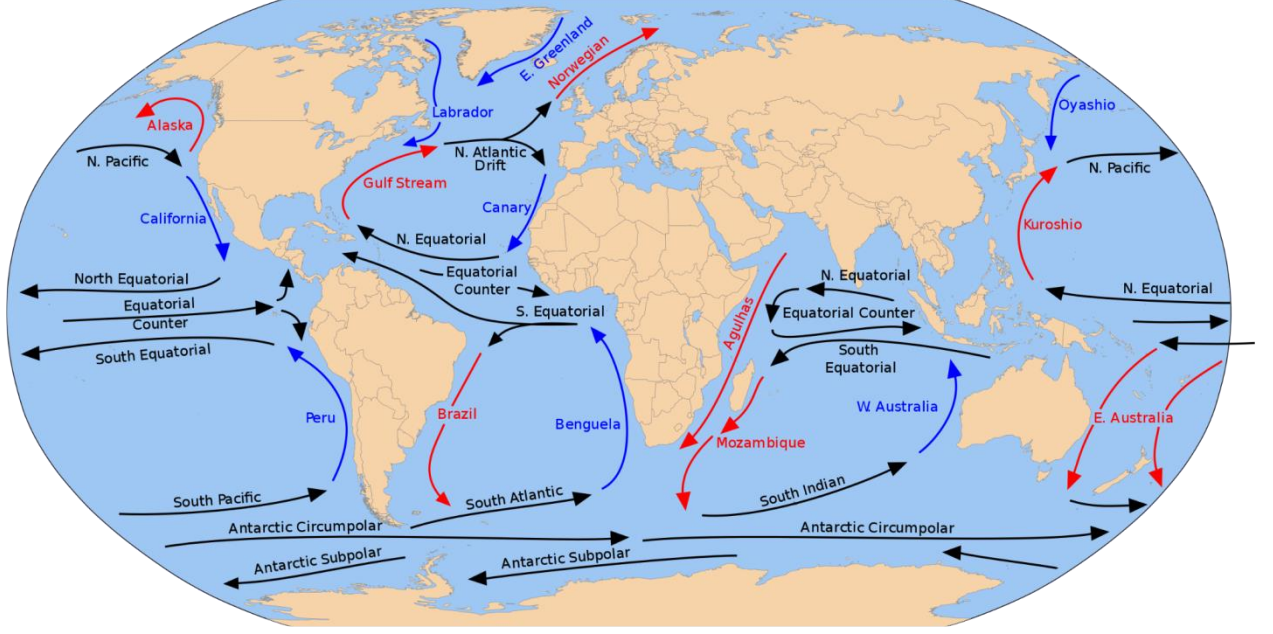 E. Greenland
Norwegian
Labrador
Alaska
Oyashio
N. Pacific
N. Atlantic
Drift
N. Pacific
Gulf Stream
California
Canary
Kuroshio
N. Equatorial
North Equatorial
Equatorial
Counter
N. Equatorial
N. Equatorial
Equatorial
Counter
S. Equatorial
Equatorial Counter
South Equatorial
Agulhas
South
Equatorial
Peru
Brazil
Benguela
W. Australia
E. Australia
Mozambique
South Pacific
South Atlantic
South Indian
Antarctic Circumpolar
Antarctic Circumpolar
Antarctic Subpolar
Antarctic Subpolar